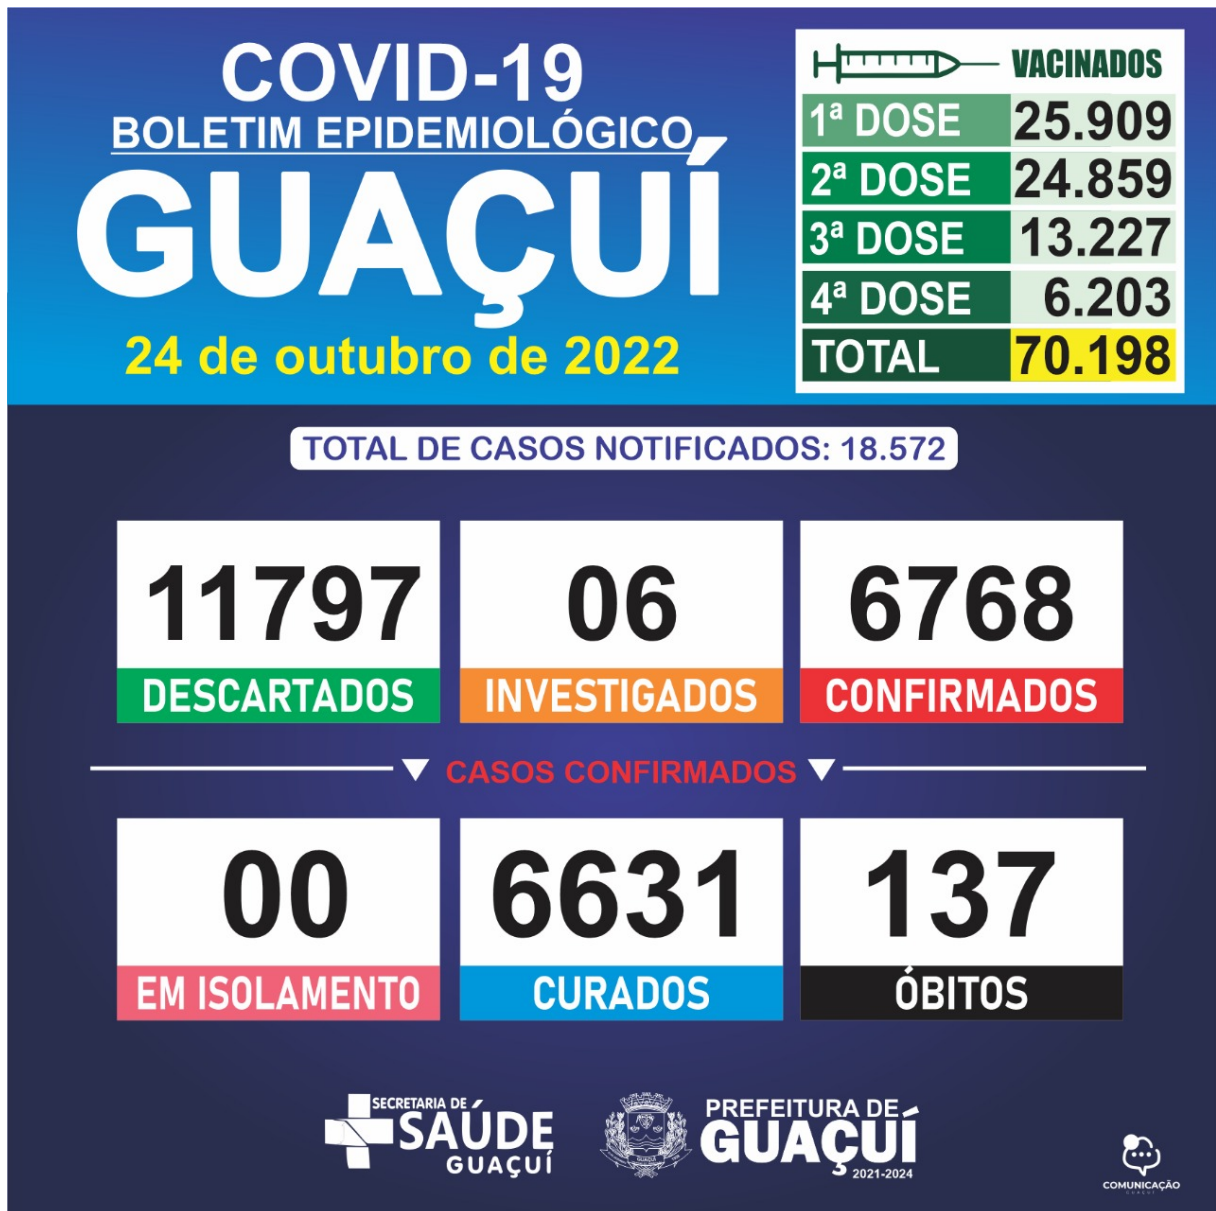 COVID-19
BOLETIM EPIDEMIOLÓGICO
GUAÇUÍ
24 de outubro de 2022
VACINADOS
1ª DOSE 25.909
2ª DOSE 24.859
3ª DOSE 13.227
4ª DOSE 6.203
TOTAL 70.198
TOTAL DE CASOS NOTIFICADOS: 18.572
11797
DESCARTADOS
06
INVESTIGADOS
6768
CONFIRMADOS
CASOS CONFIRMADOS
00
EM ISOLAMENTO
6631
CURADOS
137
ÓBITOS
SECRETARIA DE
SAÚDE
GUAÇUÍ
PREFEITURA DE
GUAÇUÍ
2021-2024
COMUNICAÇÃO
GUAÇUÍ